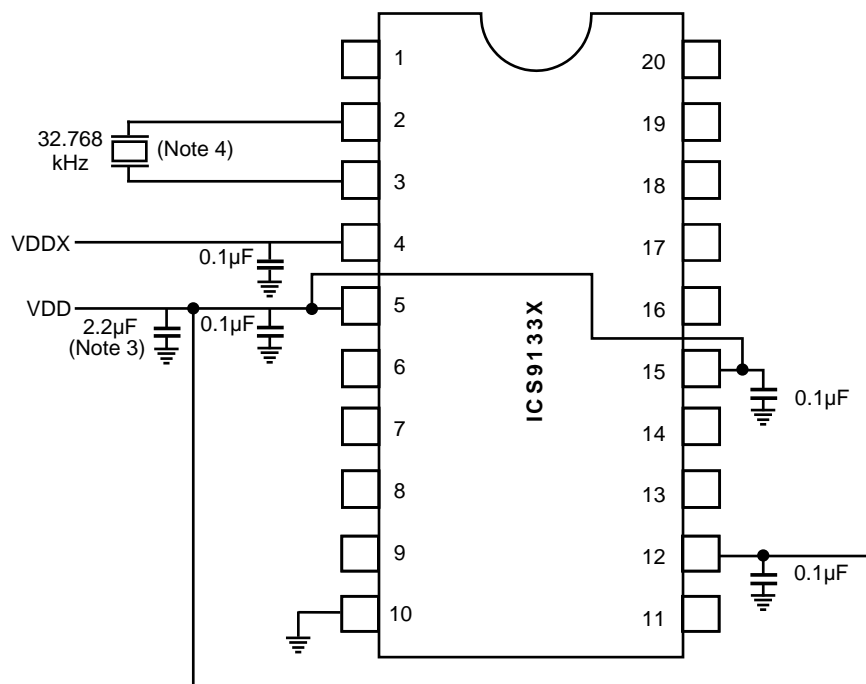 1
20
2
19
32.768
kHz
(Note 4)
3
18
VDDX
4
17
0.1µF
VDD
5
16
2.2µF
(Note 3)
0.1µF
ICS9133X
6
15
0.1µF
7
14
8
13
9
12
0.1µF
10
11